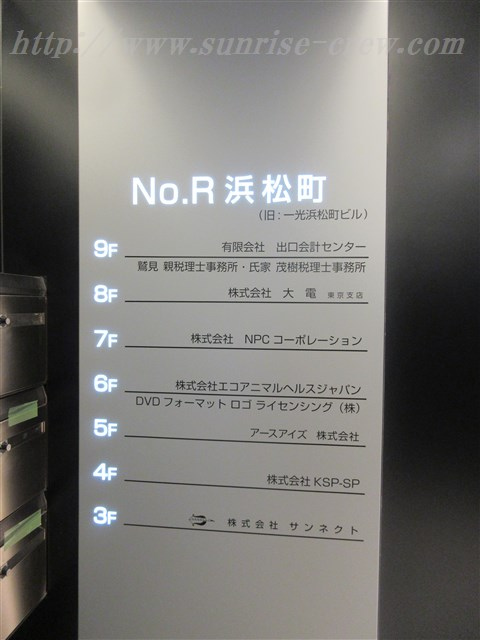 http://www.sunrise-crew.com
No.R 浜松町
(旧:一光浜松町ビル)
9F 有限会社 出口会計センター
鷲見 親税理士事務所・氏家 茂樹税理士事務所
8F 株式会社 大 電 東京支店
7F 株式会社 NPC コーポレーション
6F 株式会社エコアニマルヘルスジャパン
DVD フォーマット ロゴ ライセンシング(株)
5F アースアイズ 株式会社
4F 株式会社 KSP-SP
3F 株式会社 サンネクト